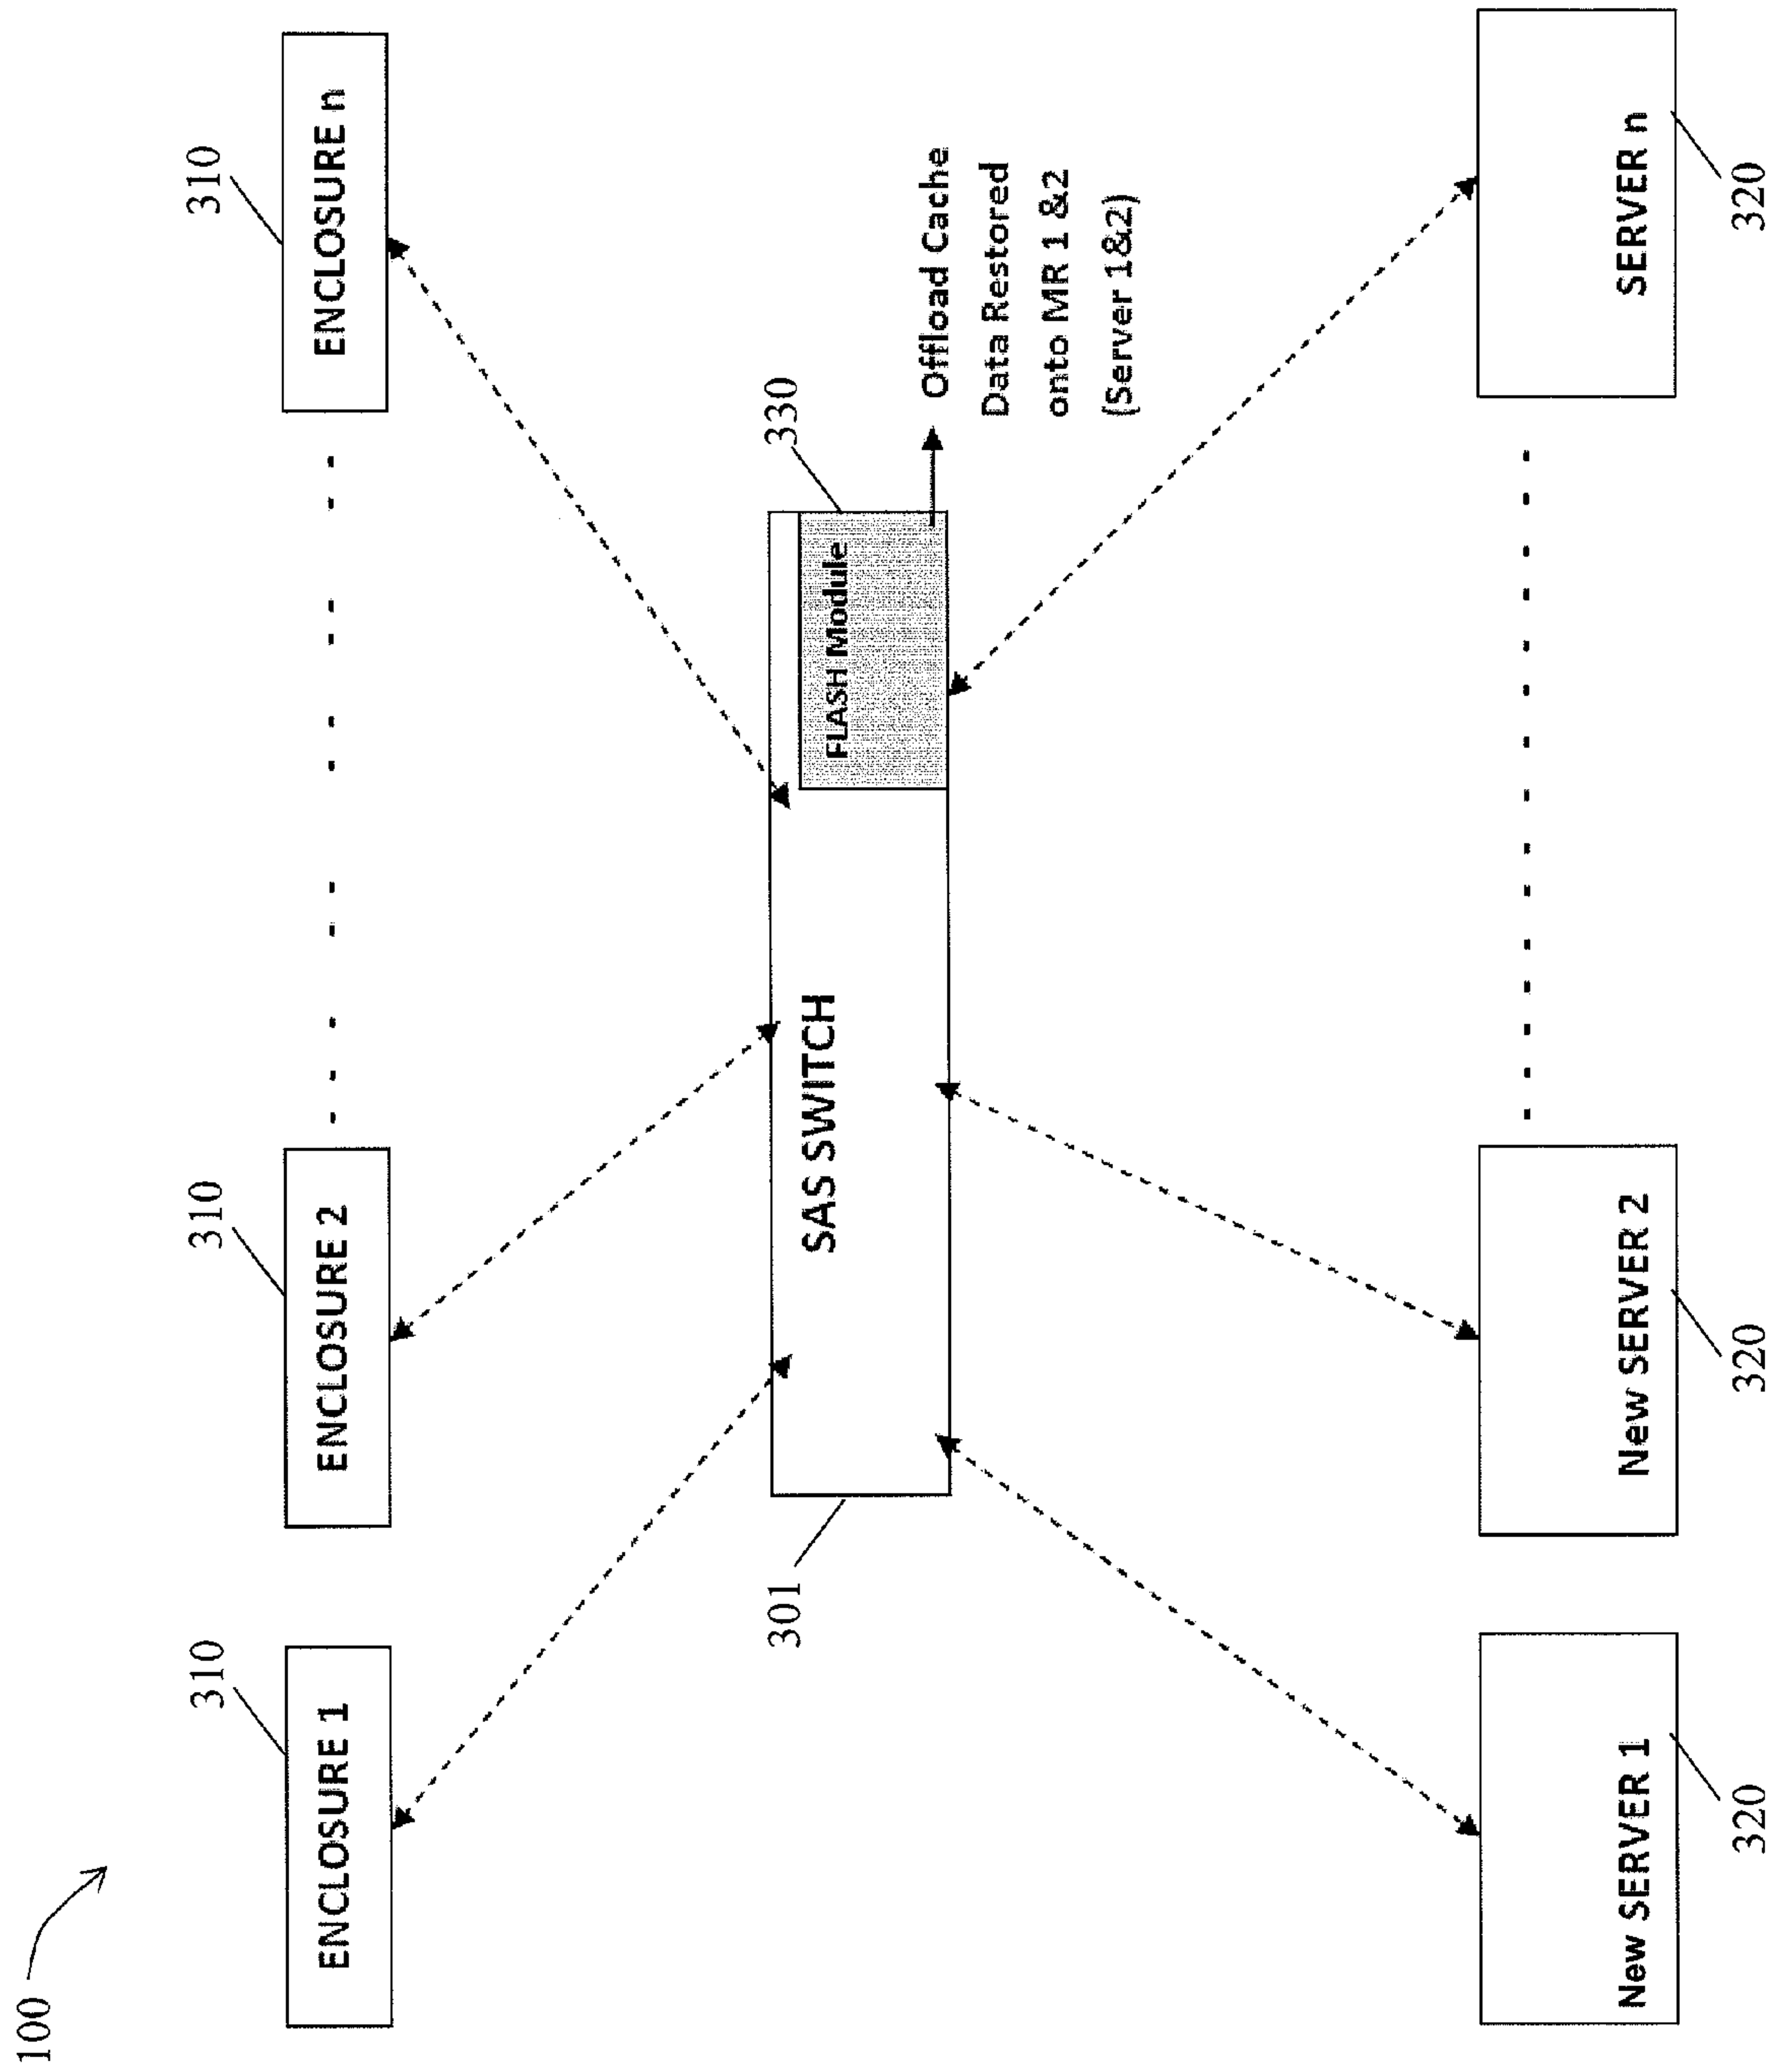 100
310
310
310
ENCLOSURE 1
ENCLOSURE 2
ENCLOSURE n
301
SAS SWITCH
330
FLASH Module
Offload Cache
Data Restored
onto MR 1 &2
(Server 1&2)
New SERVER 1
New SERVER 2
SERVER n
320
320
320